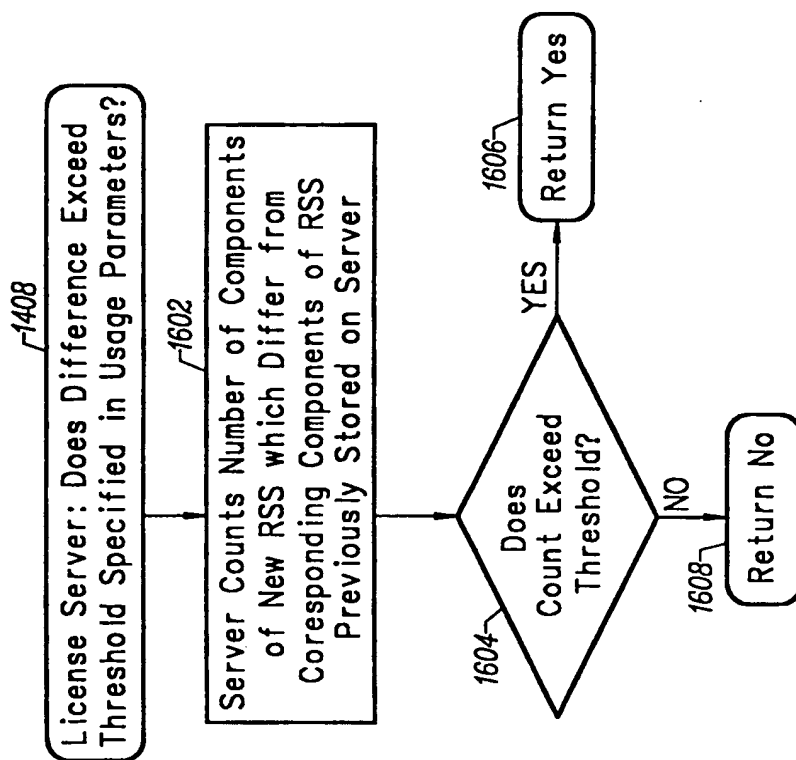 1408
License Server: Does Difference Exceed
Threshold Specified in Usage Parameters?
1602
Server Counts Number of Components
of New RSS which Differ from
Coresponding Components of RSS
Previously Stored on Server
1604
Does
Count Exceed
Threshold?
YES
1606
Return Yes
NO
1608
Return No